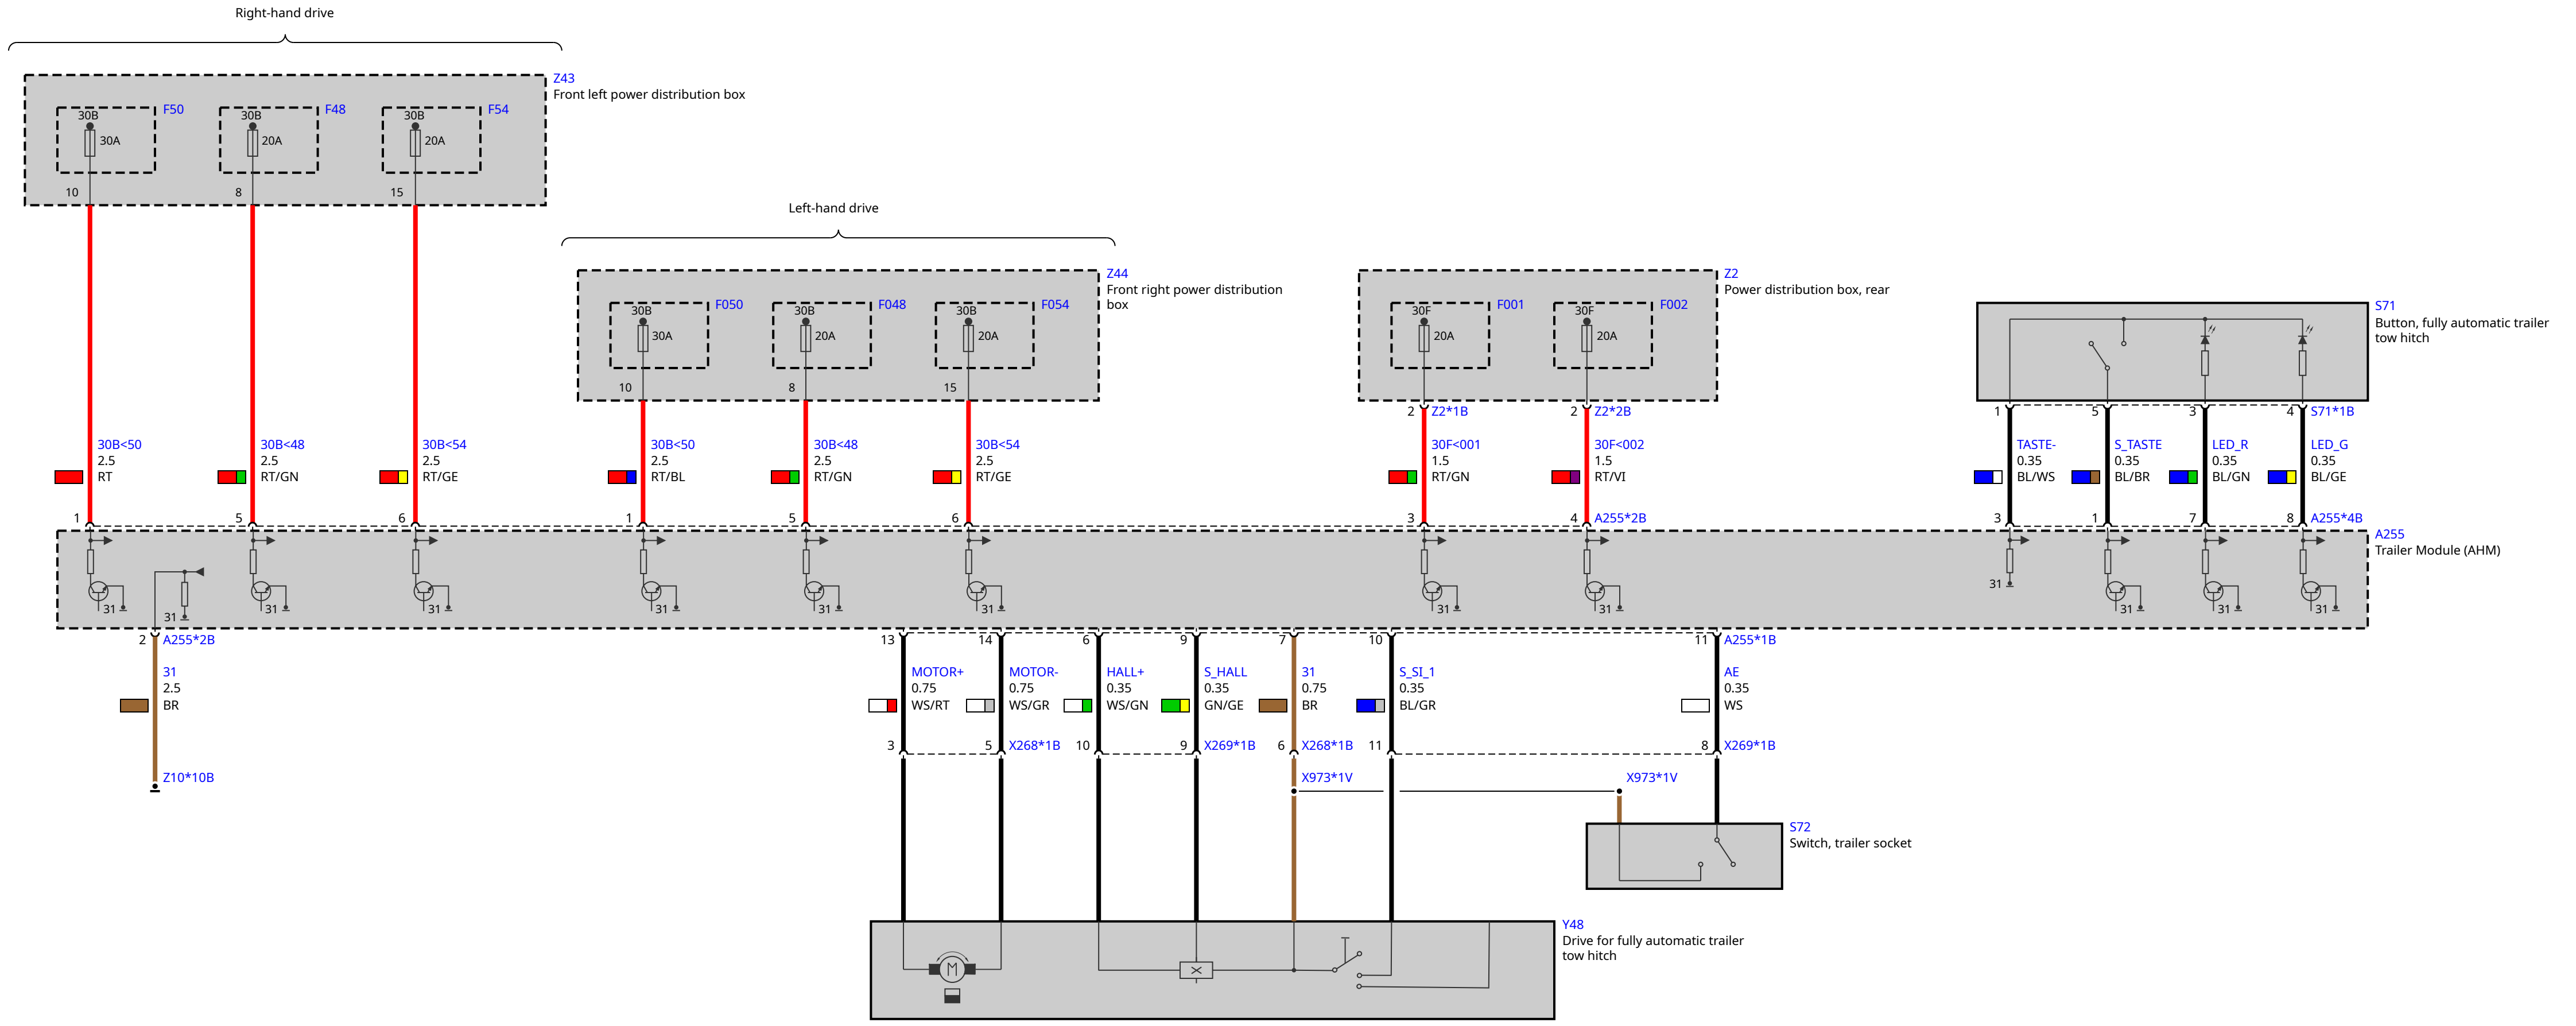 Right-hand drive
Z43
Front left power distribution box
F50
F48
F54
30B
30B
30B
30A
20A
20A
10
8
15
Left-hand drive
Z44
Front right power distribution
box
F050
F048
F054
30B
30B
30B
30A
20A
20A
10
8
15
Z2
Power distribution box, rear
F001
F002
30F
30F
20A
20A
2
Z2*1B
2
Z2*2B
S71
Button, fully automatic trailer
tow hitch
1
5
3
4
S71*1B
30B<50
2.5
RT
30B<48
2.5
RT/GN
30B<54
2.5
RT/GE
30B<50
2.5
RT/BL
30B<48
2.5
RT/GN
30B<54
2.5
RT/GE
30F<001
1.5
RT/GN
30F<002
1.5
RT/VI
TASTE-
0.35
BL/WS
S_TASTE
0.35
BL/BR
LED_R
0.35
BL/GN
LED_G
0.35
BL/GE
1
5
6
1
5
6
3
4
A255*2B
3
1
7
8
A255*4B
A255
Trailer Module (AHM)
31
31
31
31
31
31
31
31
31
31
31
31
31
2
A255*2B
13
14
6
9
7
10
11
A255*1B
31
2.5
BR
MOTOR+
0.75
WS/RT
MOTOR-
0.75
WS/GR
HALL+
0.35
WS/GN
S_HALL
0.35
GN/GE
31
0.75
BR
S_SI_1
0.35
BL/GR
AE
0.35
WS
3
5
X268*1B
10
9
X269*1B
6
X268*1B
11
8
X269*1B
Z10*10B
X973*1V
X973*1V
S72
Switch, trailer socket
Y48
Drive for fully automatic trailer
tow hitch
M